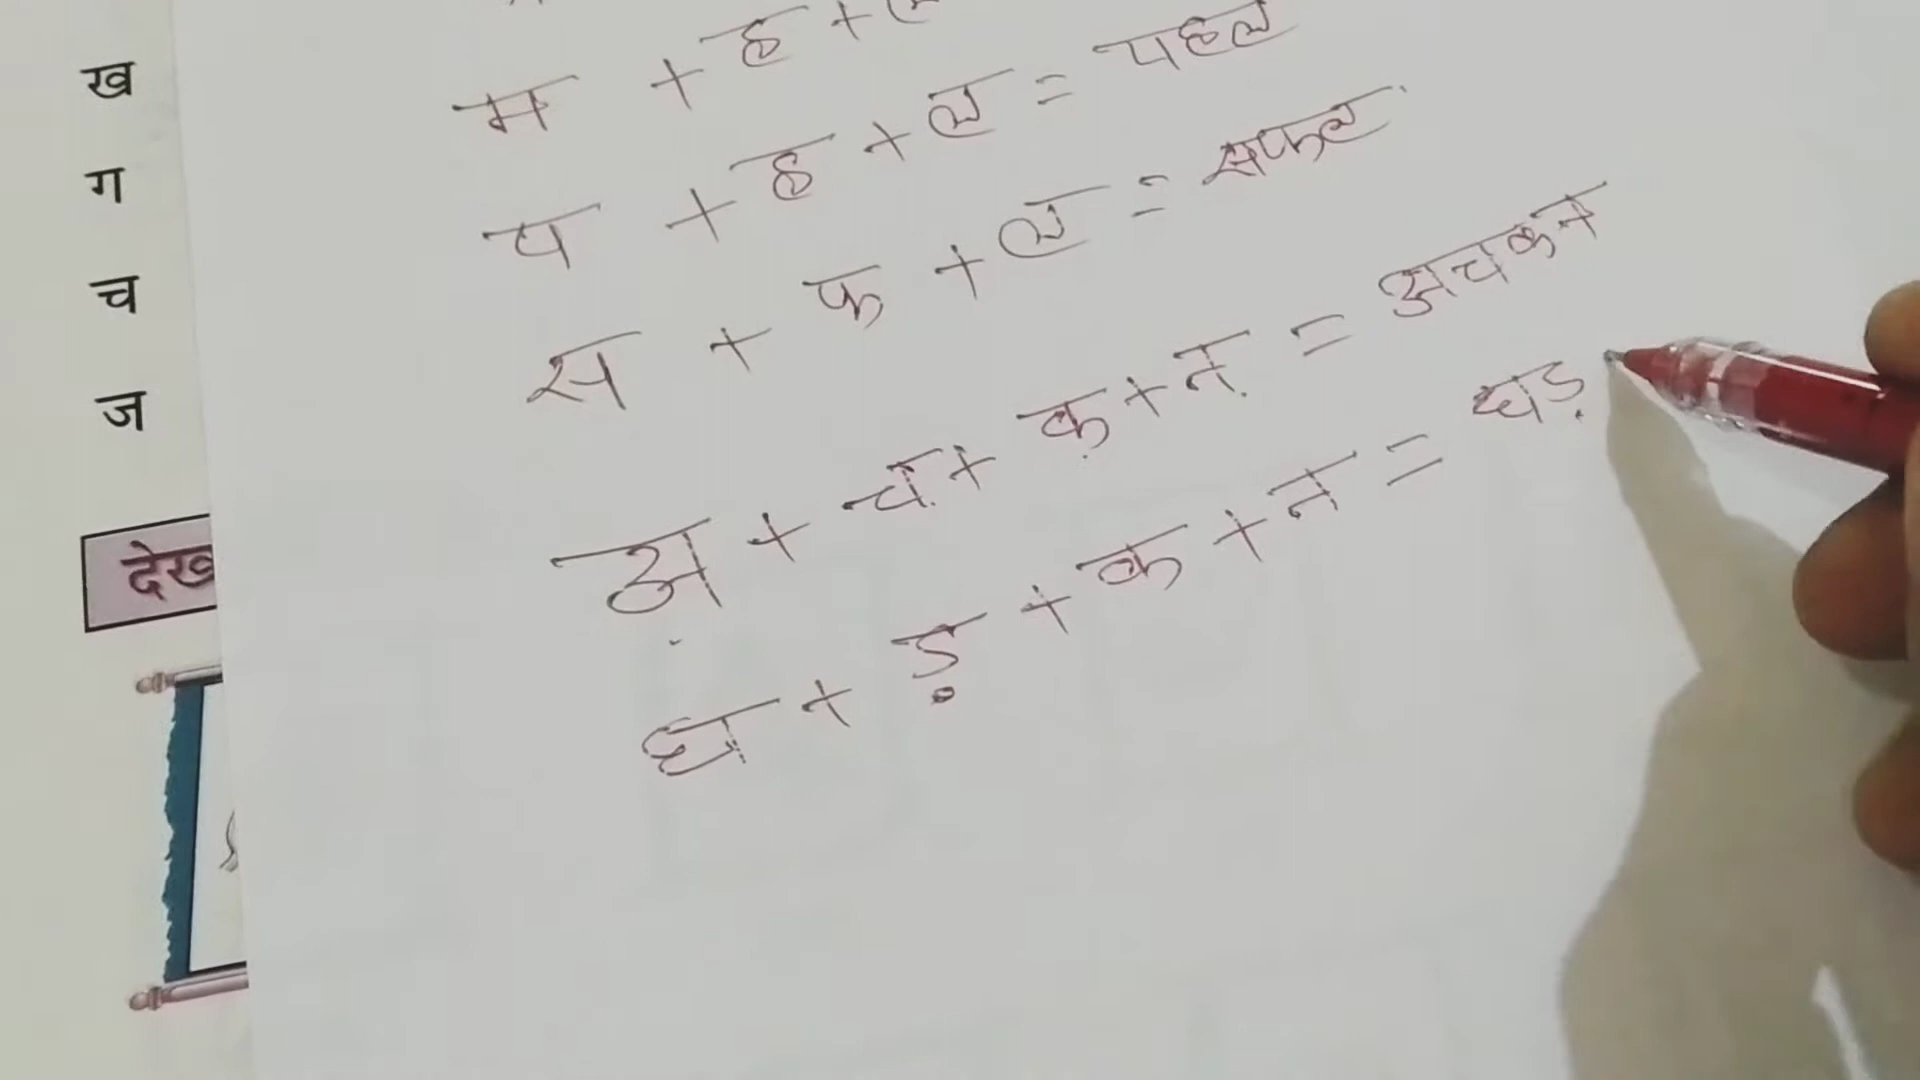 ख
ग
च
ज
देख
म + ह +
प + ह + ल = पहल
स + फ + ल = सफल
अ + च + क + न = अचकन
ध + ड़ + क + न = धड़